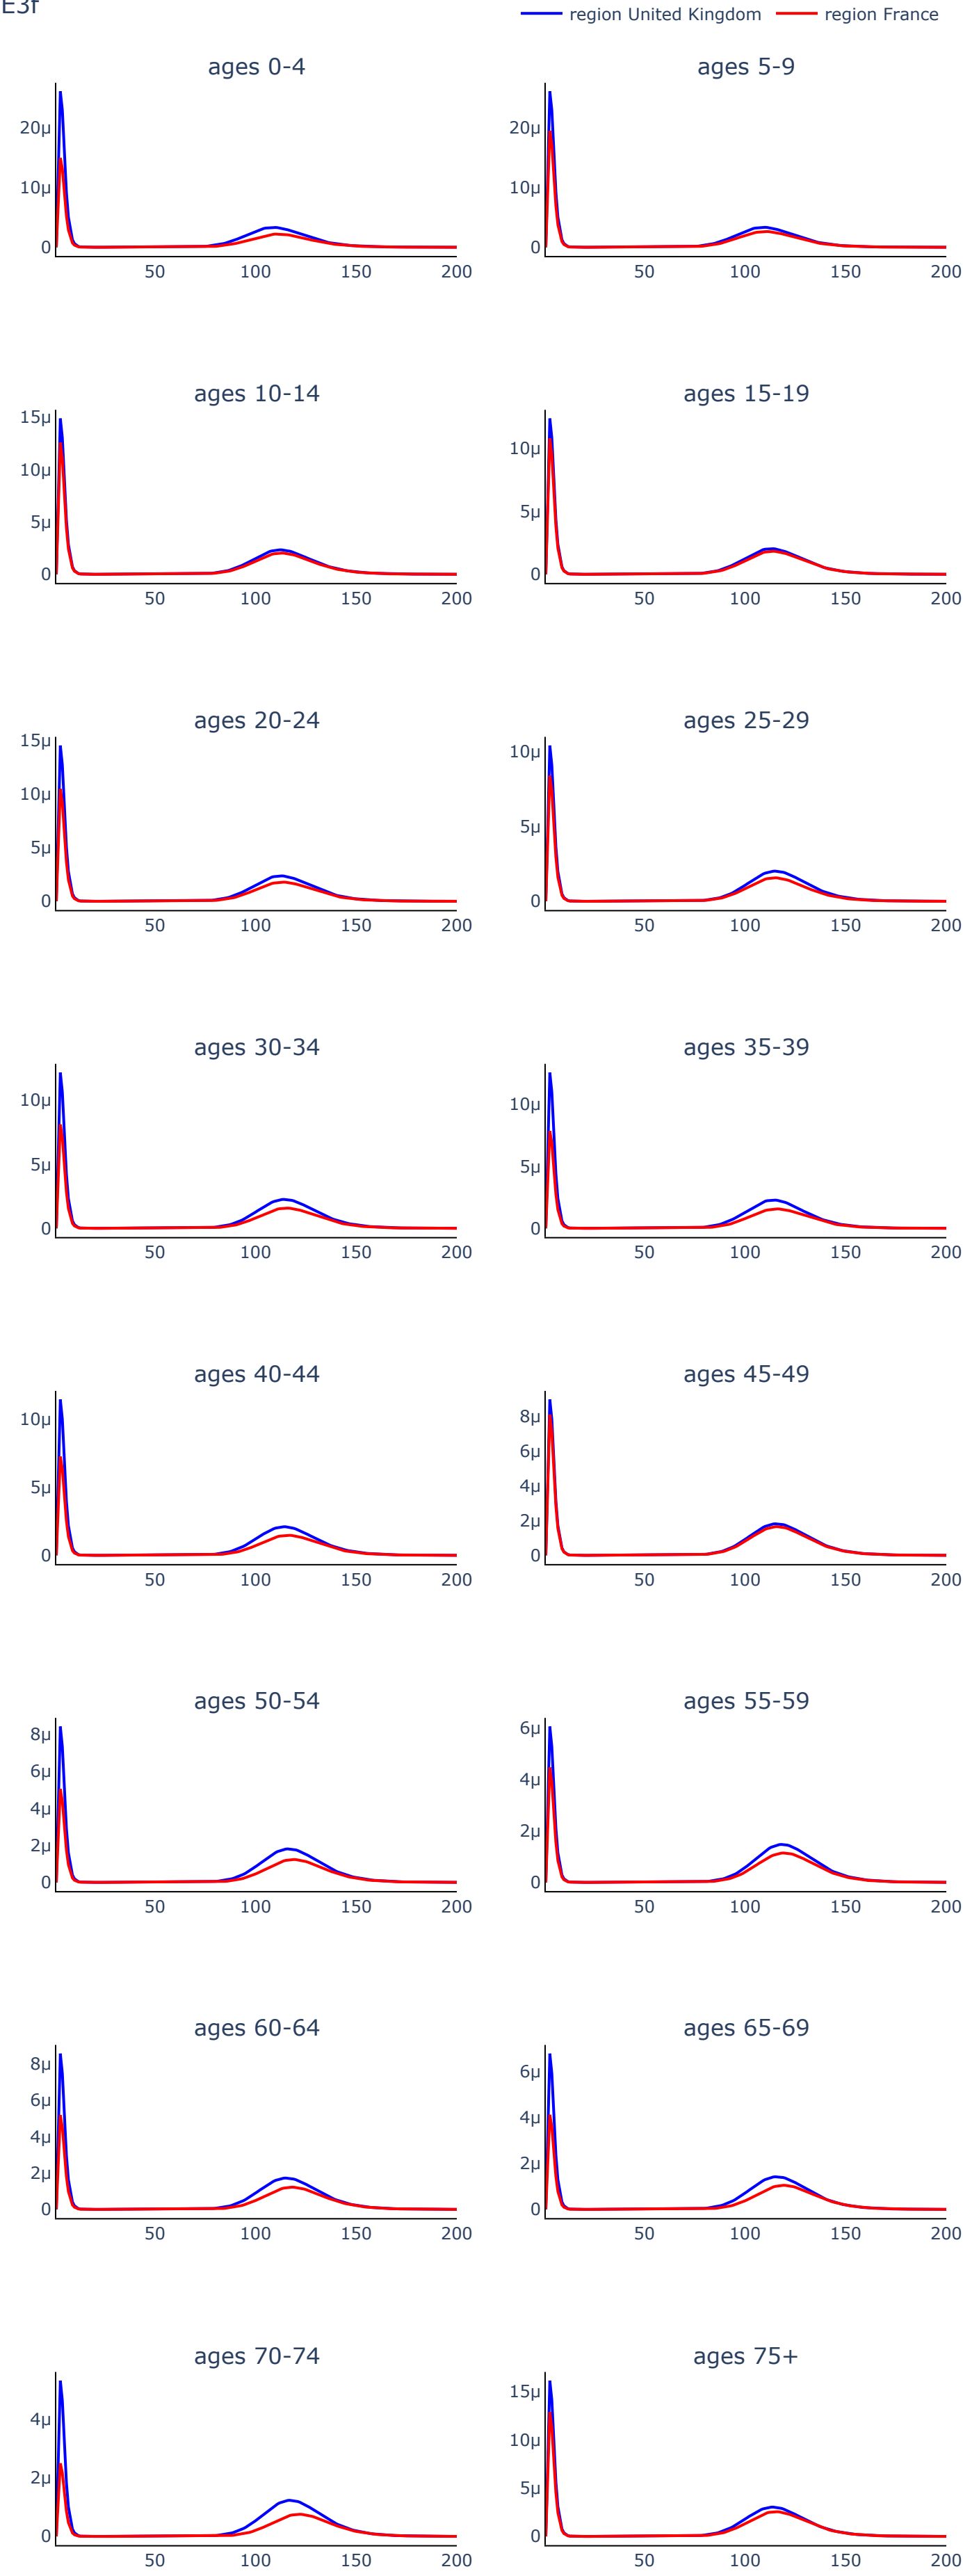 E3f
region United Kingdom region France
ages 0-4 ages 5-9
20µ 20µ
10µ 10µ
0 0
50 100 150 200 50 100 150 200
ages 10-14 ages 15-19
15µ
10µ 10µ
5µ 5µ
0 0
50 100 150 200 50 100 150 200
ages 20-24 ages 25-29
15µ 10µ
10µ
5µ 5µ
0 0
50 100 150 200 50 100 150 200
ages 30-34 ages 35-39
10µ 10µ
5µ 5µ
0 0
50 100 150 200 50 100 150 200
ages 40-44 ages 45-49
10µ 8µ
6µ
5µ 4µ
2µ
0 0
50 100 150 200 50 100 150 200
ages 50-54 ages 55-59
8µ 6µ
6µ
4µ 4µ
2µ 2µ
0 0
50 100 150 200 50 100 150 200
ages 60-64 ages 65-69
8µ 6µ
6µ
4µ 4µ
2µ 2µ
0 0
50 100 150 200 50 100 150 200
ages 70-74 ages 75+
15µ
4µ 10µ
2µ 5µ
0 0
50 100 150 200 50 100 150 200